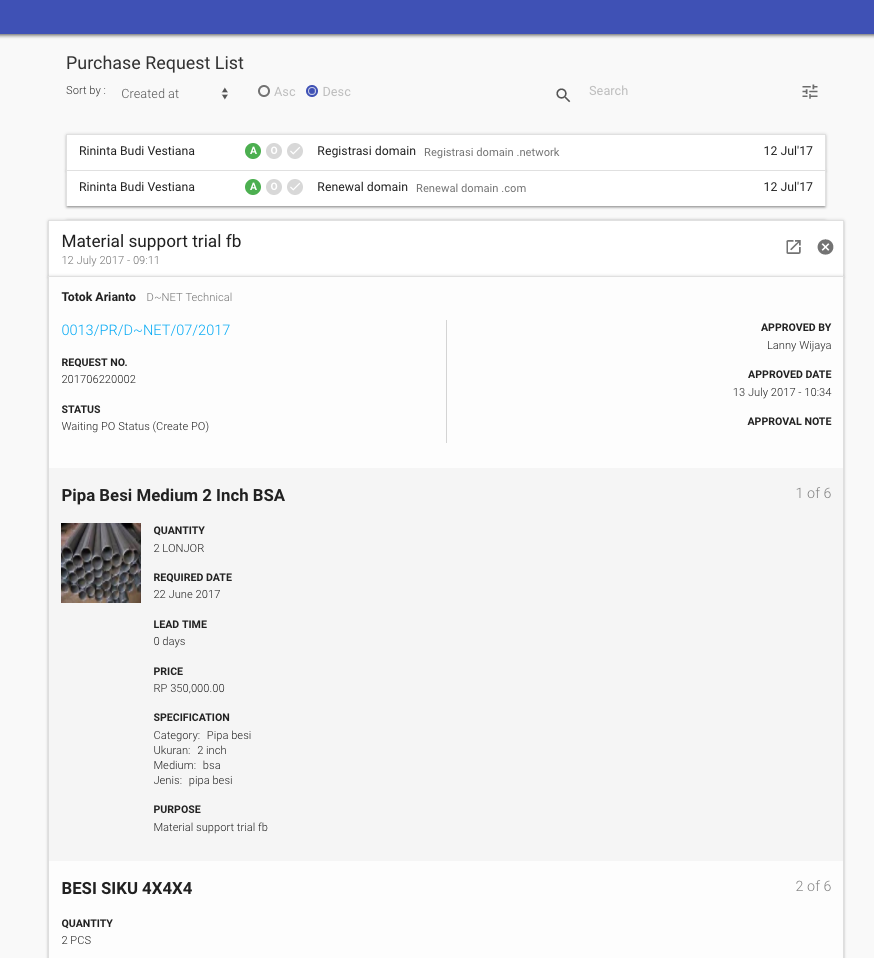 Purchase Request List
Sort by : Created at Asc Desc Search
Rininta Budi Vestiana A O Registrasi domain Registrasi domain .network 12 Jul'17
Rininta Budi Vestiana A O Renewal domain Renewal domain .com 12 Jul'17
Material support trial fb
12 July 2017 - 09:11
Totok Arianto D~NET Technical
0013/PR/D~NET/07/2017
REQUEST NO.
201706220002
STATUS
Waiting PO Status (Create PO)
APPROVED BY
Lanny Wijaya
APPROVED DATE
13 July 2017 - 10:34
APPROVAL NOTE
Pipa Besi Medium 2 Inch BSA 1 of 6
QUANTITY
2 LONJOR
REQUIRED DATE
22 June 2017
LEAD TIME
0 days
PRICE
RP 350,000.00
SPECIFICATION
Category: Pipa besi
Ukuran: 2 inch
Medium: bsa
Jenis: pipa besi
PURPOSE
Material support trial fb
BESI SIKU 4X4X4 2 of 6
QUANTITY
2 PCS